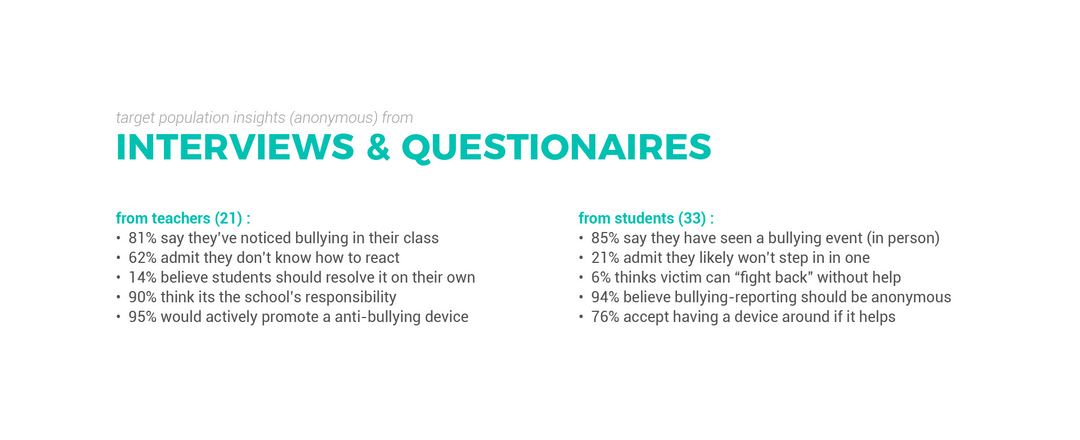 target population insights (anonymous) from
INTERVIEWS & QUESTIONAIRES
from teachers (21) :
• 81% say they've noticed bullying in their class
• 62% admit they don't know how to react
• 14% believe students should resolve it on their own
• 90% think its the school's responsibility
• 95% would actively promote a anti-bullying device
from students (33) :
• 85% say they have seen a bullying event (in person)
• 21% admit they likely won't step in in one
• 6% thinks victim can “fight back” without help
• 94% believe bullying-reporting should be anonymous
• 76% accept having a device around if it helps